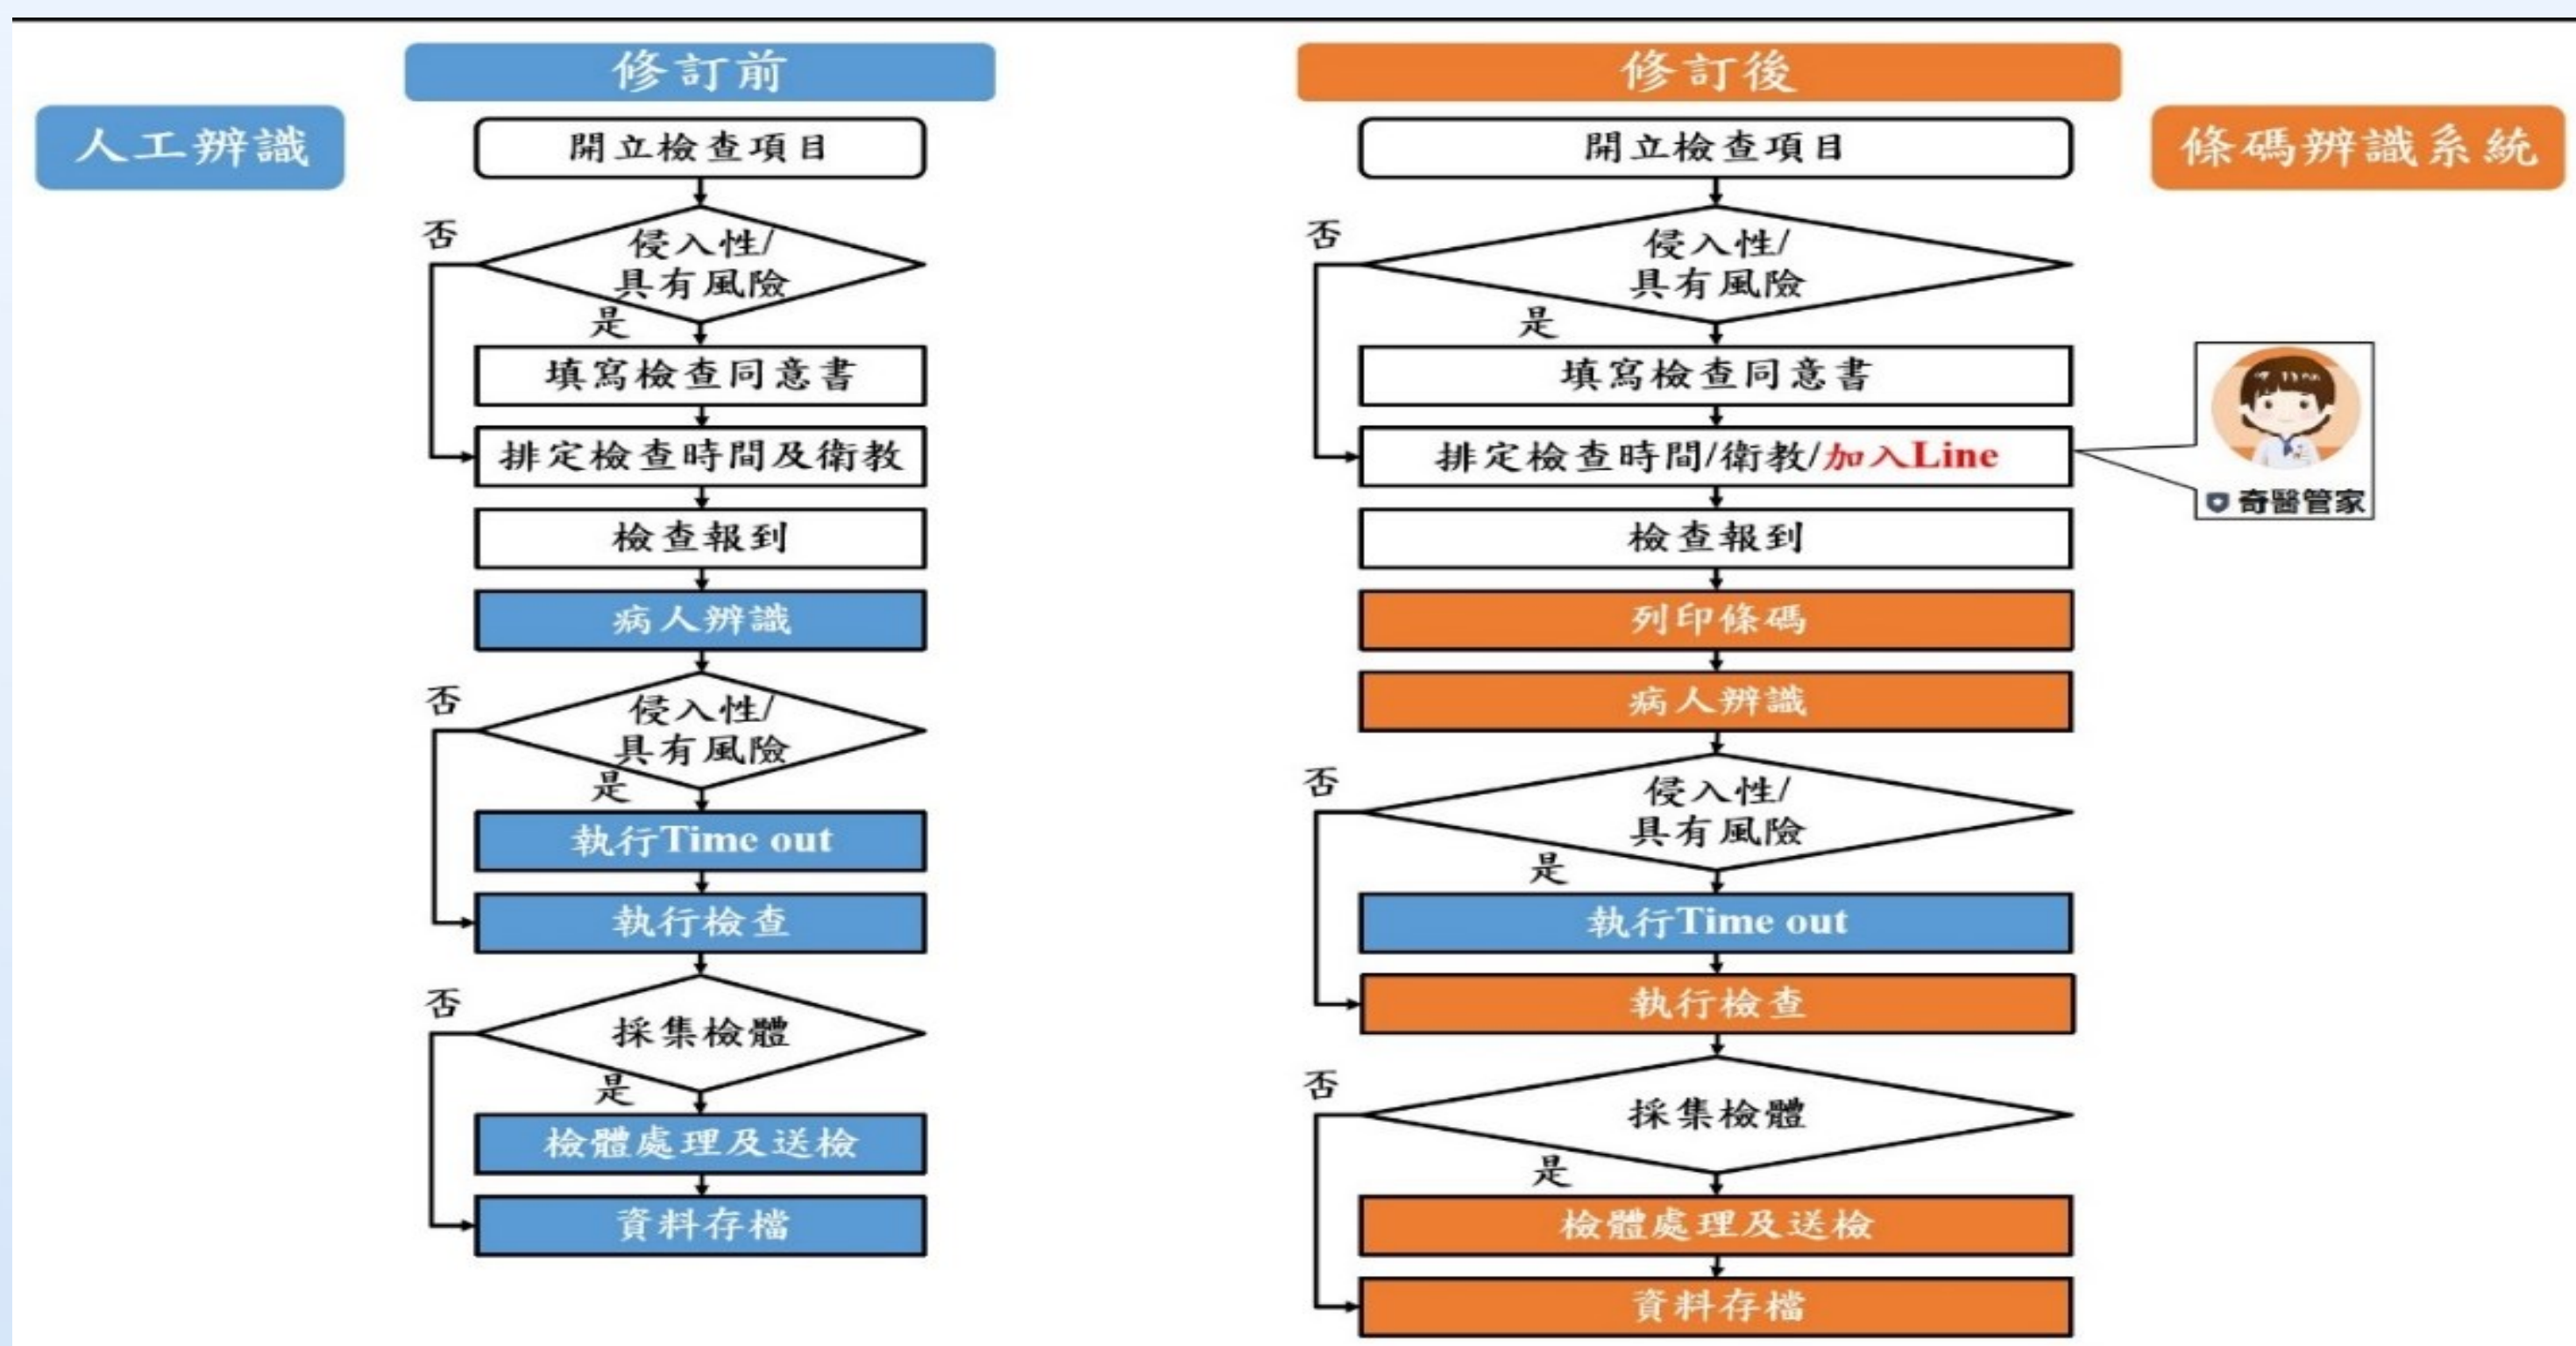 修訂前
人工辨識
開立檢查項目
否
侵入性/
具有風險
是
填寫檢查同意書
排定檢查時間及衛教
檢查報到
病人辨識
否
侵入性/
具有風險
是
執行Time out
執行檢查
否
採集檢體
是
檢體處理及送檢
資料存檔
修訂後
條碼辨識系統
開立檢查項目
否
侵入性/
具有風險
是
填寫檢查同意書
排定檢查時間/衛教/加入Line
奇醫管家
檢查報到
列印條碼
病人辨識
否
侵入性/
具有風險
是
執行Time out
執行檢查
否
採集檢體
是
檢體處理及送檢
資料存檔